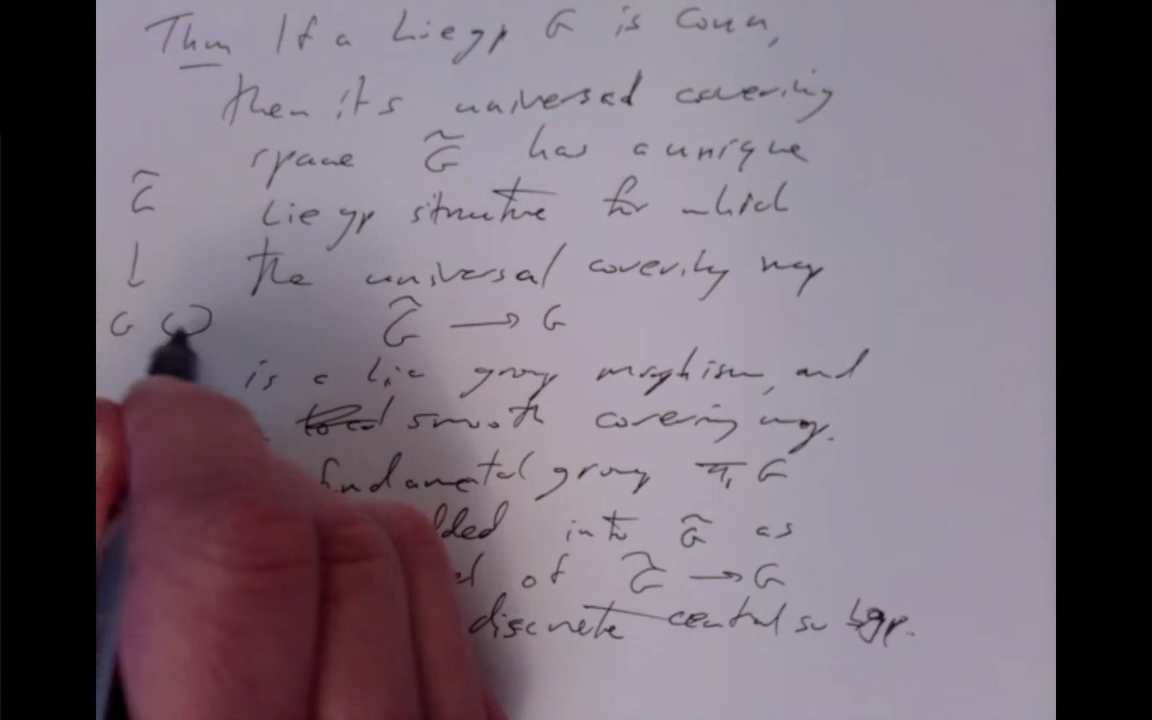 Thm If a Lie gp G is conn,
then its universal covering
space G̃ has a unique
G̃ Lie gp structure for which
↓ the universal covering map
G G̃ → G
is a Lie group morphism, and
smooth covering map.
fundamental group π₁ G
into G̃ as
of G̃ → G
discrete central subgp.